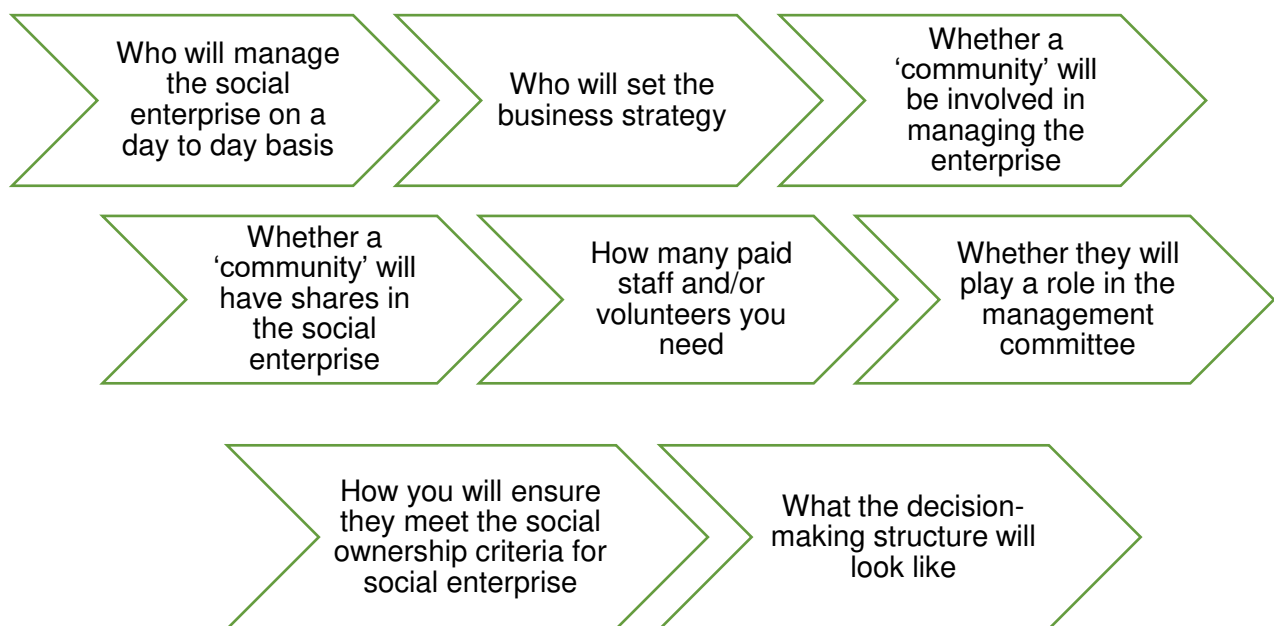 Who will manage
the social
enterprise on a
day to day basis
Who will set the
business strategy
Whether a
‘community’ will
be involved in
managing the
enterprise
Whether a
‘community’ will
have shares in
the social
enterprise
How many paid
staff and/or
volunteers you
need
Whether they will
play a role in the
management
committee
How you will ensure
they meet the social
ownership criteria for
social enterprise
What the decision-
making structure will
look like